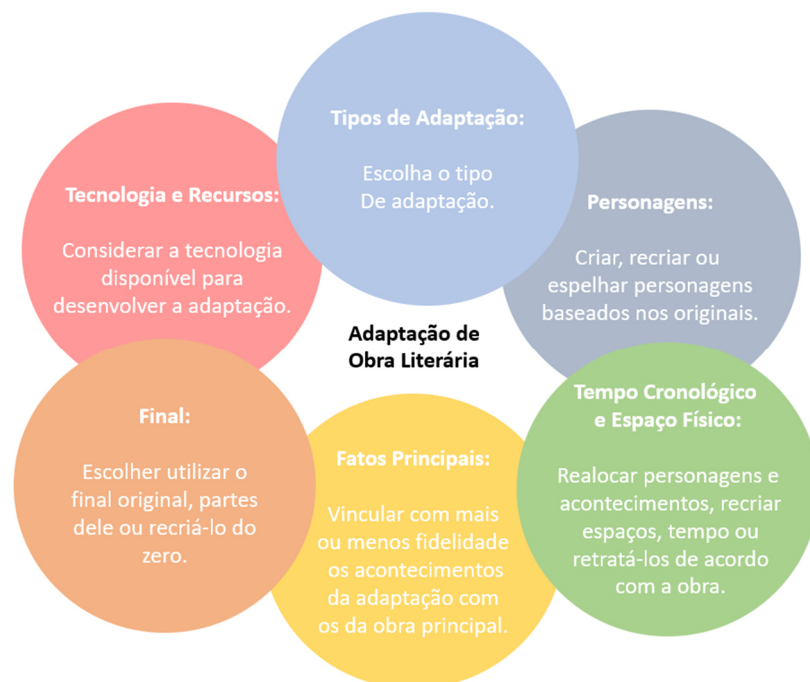 Tipos de Adaptação:
Escolha o tipo
De adaptação.
Personagens:
Criar, recriar ou
espelhar personagens
baseados nos originais.
Tempo Cronológico
e Espaço Físico:
Realocar personagens e
acontecimentos, recriar
espaços, tempo ou
retratá-los de acordo
com a obra.
Fatos Principais:
Vincular com mais
ou menos fidelidade
os acontecimentos
da adaptação com
os da obra principal.
Final:
Escolher utilizar o
final original, partes
dele ou recriá-lo do
zero.
Tecnologia e Recursos:
Considerar a tecnologia
disponível para
desenvolver a adaptação.
Adaptação de
Obra Literária